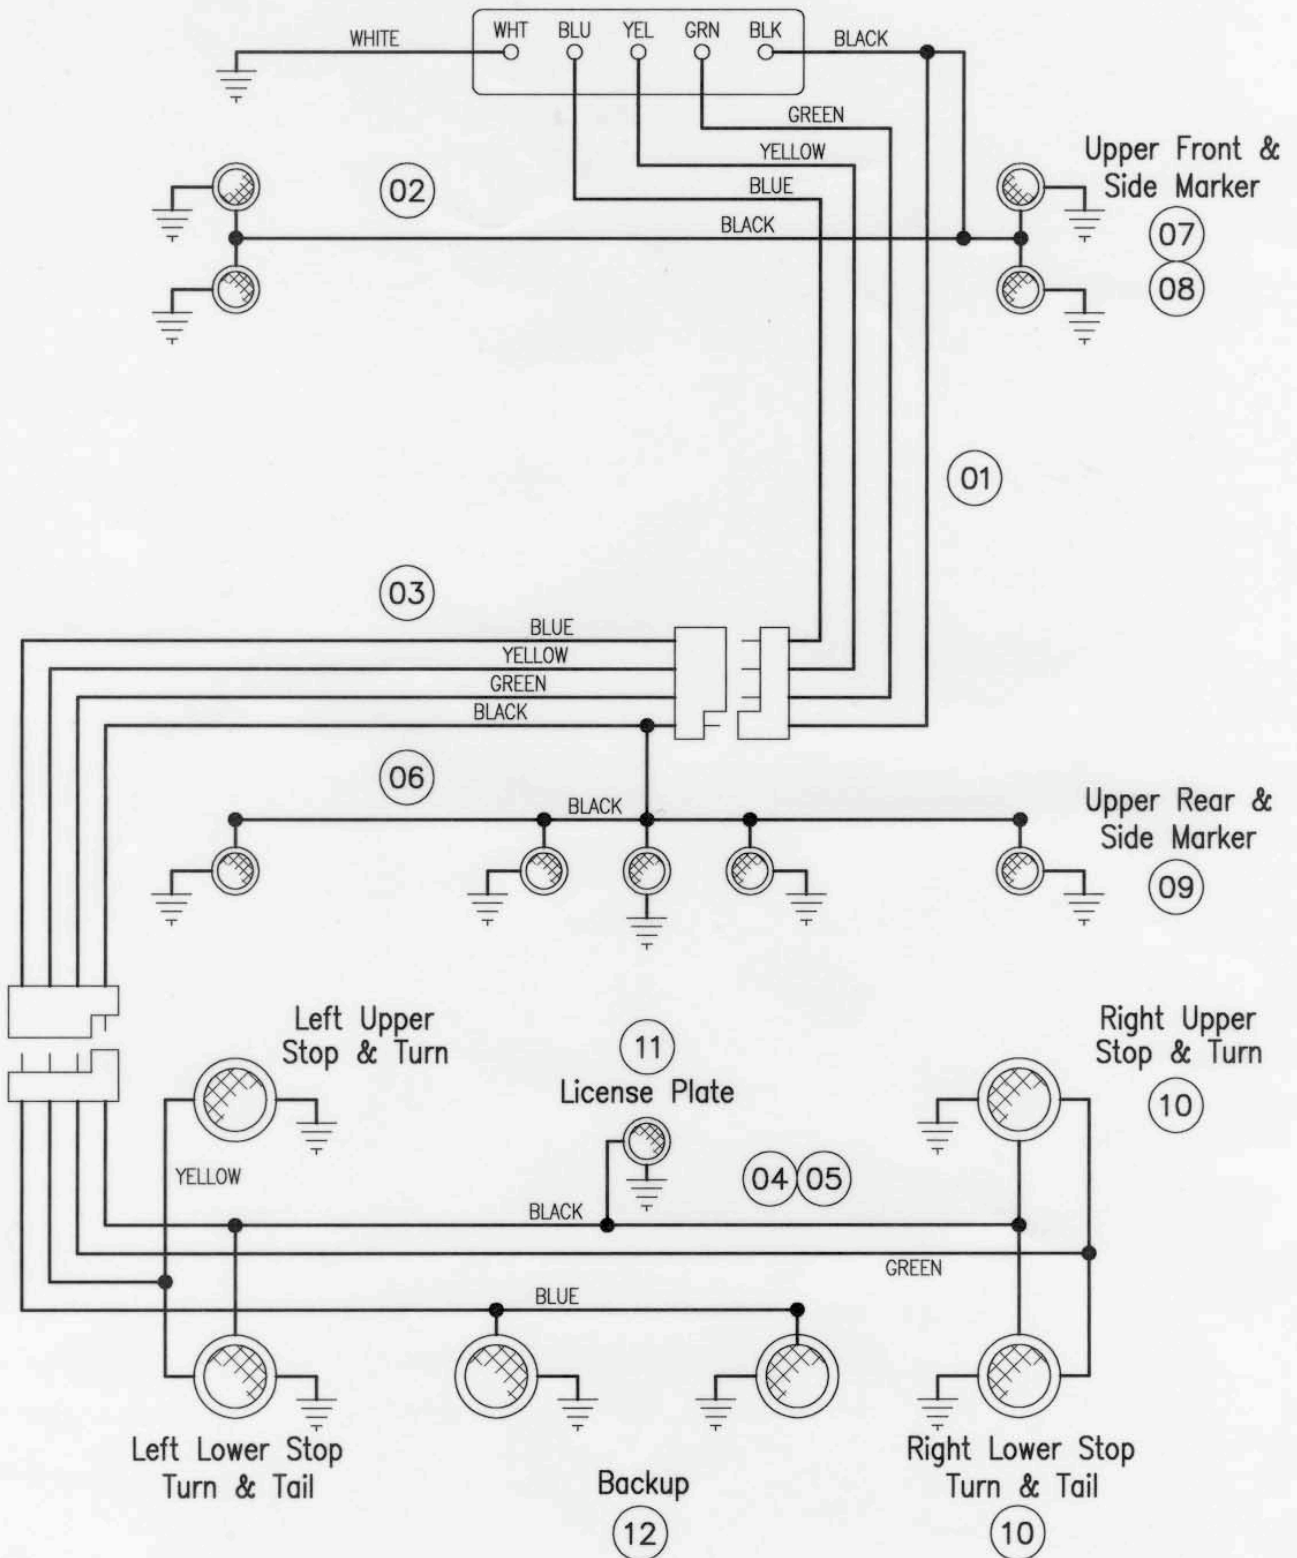 WHT BLU YEL GRN BLK
WHITE
BLACK
GREEN
YELLOW
BLUE
BLACK
02
Upper Front &
Side Marker
07
08
01
03
BLUE
YELLOW
GREEN
BLACK
06
BLACK
Upper Rear &
Side Marker
09
Left Upper
Stop & Turn
11
License Plate
Right Upper
Stop & Turn
10
YELLOW
04 05
BLACK
GREEN
BLUE
Left Lower Stop
Turn & Tail
Backup
12
Right Lower Stop
Turn & Tail
10